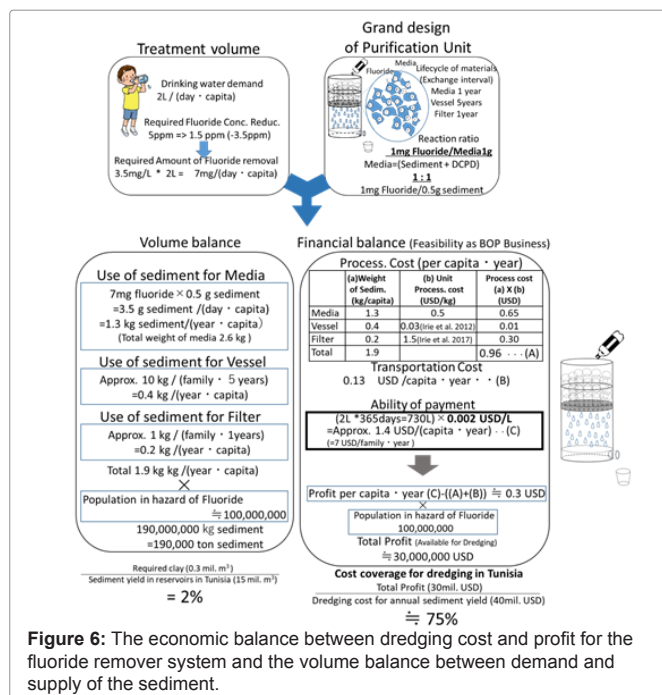 Treatment volume
Drinking water demand
2L / (day・capita)
Required Fluoride Conc. Reduc.
5ppm => 1.5 ppm (-3.5ppm)
Required Amount of Fluoride removal
3.5mg/L * 2L = 7mg/(day・capita)
Grand design
of Purification Unit
Media
Fluoride
Lifecycle of materials
(Exchange interval)
Media 1 year
Vessel 5years
Filter 1year
Reaction ratio
1mg Fluoride/Media1g
Media=(Sediment + DCPD)
1 : 1
1mg Fluoride/0.5g sediment
Volume balance
Use of sediment for Media
7mg fluoride × 0.5 g sediment
=3.5 g sediment /(day・capita)
=1.3 kg sediment/(year・capita)
(Total weight of media 2.6 kg)
Use of sediment for Vessel
Approx. 10 kg / (family・5 years)
=0.4 kg /(year・capita)
Use of sediment for Filter
Approx. 1 kg / (family・1years)
=0.2 kg /(year・capita)
Total 1.9 kg kg /(year・capita)
×
Population in hazard of Fluoride
≒100,000,000
190,000,000 kg sediment
=190,000 ton sediment
Required clay (0.3 mil. m³)
Sediment yield in reservoirs in Tunisia (15 mil. m³)
= 2%
Financial balance (Feasibility as BOP Business)
Process. Cost (per capita・year)
(a)Weight of Sedim. (kg/capita) (b) Unit Process. cost (USD/kg) Process cost (a) X (b) (USD)
Media 1.3 0.5 0.65
Vessel 0.4 0.03(Irie et al. 2012) 0.01
Filter 0.2 1.5(Irie et al. 2017) 0.30
Total 1.9 0.96 ･･･(A)
Transportation Cost
0.13 USD /capita・year・・(B)
Ability of payment
(2L *365days=730L) × 0.002 USD/L
=Approx. 1.4 USD/(capita・year)・・(C)
(=7 USD/family・year)
Profit per capita・year (C)-((A)+(B)) ≒ 0.3 USD
×
Population in hazard of Fluoride
100,000,000
Total Profit (Available for Dredging)
≒30,000,000 USD
Cost coverage for dredging in Tunisia
Total Profit (30mil. USD)
Dredging cost for annual sediment yield (40mil. USD)
≒ 75%
Figure 6: The economic balance between dredging cost and profit for the
fluoride remover system and the volume balance between demand and
supply of the sediment.